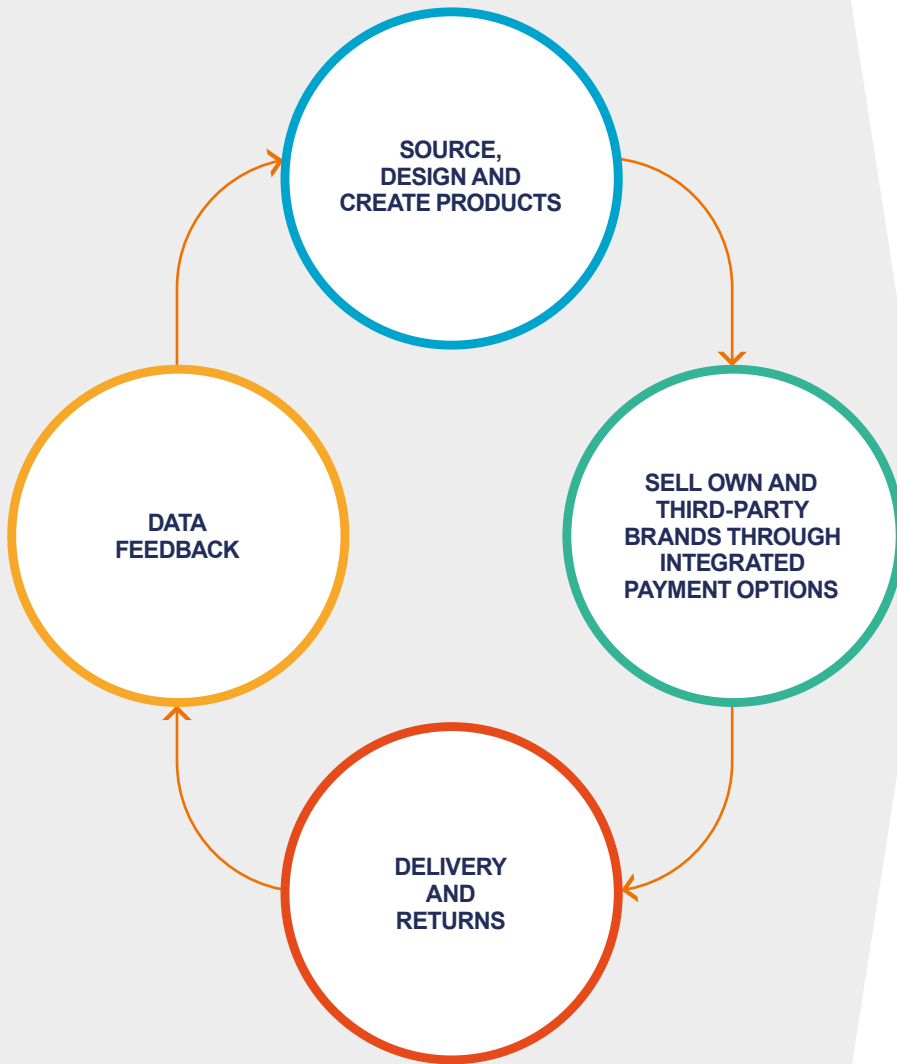 SOURCE,
DESIGN AND
CREATE PRODUCTS
SELL OWN AND
THIRD-PARTY
BRANDS THROUGH
INTEGRATED
PAYMENT OPTIONS
DELIVERY
AND
RETURNS
DATA
FEEDBACK